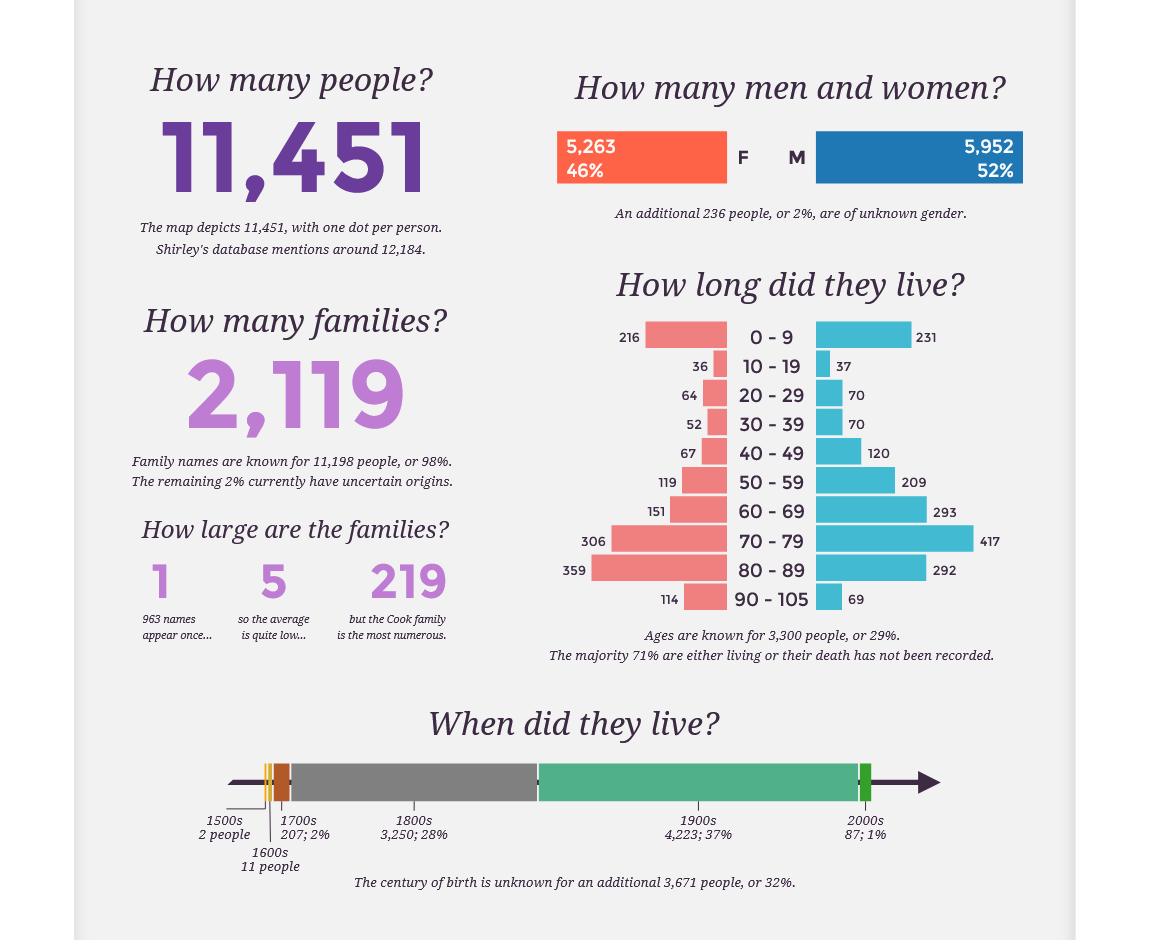 How many people?
11,451
The map depicts 11,451, with one dot per person.
Shirley's database mentions around 12,184.
How many families?
2,119
Family names are known for 11,198 people, or 98%.
The remaining 2% currently have uncertain origins.
How large are the families?
1 5 219
963 names so the average but the Cook family
appear once... is quite low... is the most numerous.
How many men and women?
5,263 F M 5,952
46% 52%
An additional 236 people, or 2%, are of unknown gender.
How long did they live?
216 0 - 9 231
36 10 - 19 37
64 20 - 29 70
52 30 - 39 70
67 40 - 49 120
119 50 - 59 209
151 60 - 69 293
306 70 - 79 417
359 80 - 89 292
114 90 - 105 69
Ages are known for 3,300 people, or 29%.
The majority 71% are either living or their death has not been recorded.
When did they live?
1500s 1700s 1800s 1900s 2000s
2 people 207; 2% 3,250; 28% 4,223; 37% 87; 1%
1600s
11 people
The century of birth is unknown for an additional 3,671 people, or 32%.